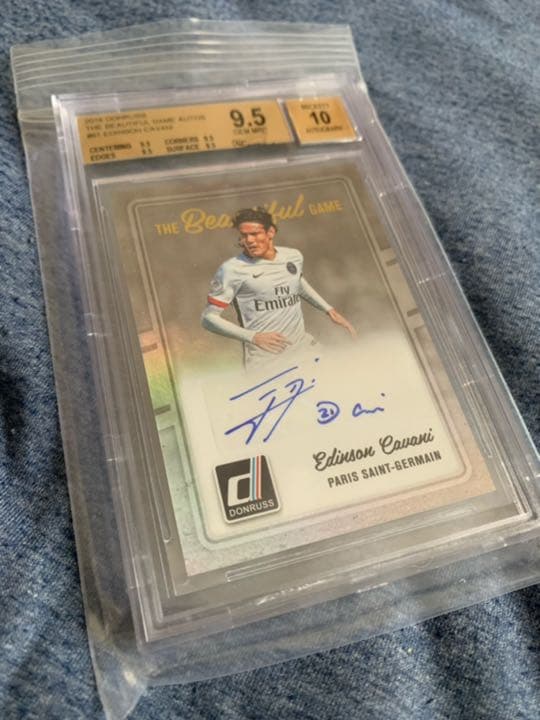 2016 DONRUSS
THE BEAUTIFUL GAME AUTOS
EDINSON CAVANI
CENTERING 9.5 CORNERS 9.5
EDGES 9.5 SURFACE 9.5
9.5
GEM MINT
BECKETT
10
AUTOGRAPH
THE Beautiful GAME
Fly
Emirates
21
Edinson Cavani
PARIS SAINT-GERMAIN
d
DONRUSS